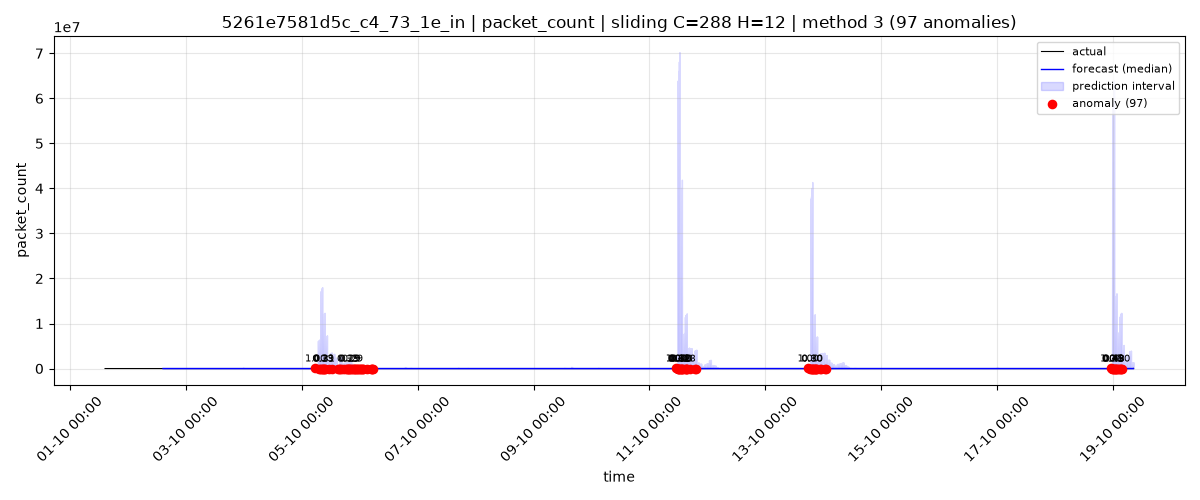 5261e7581d5c_c4_73_1e_in | packet_count | sliding C=288 H=12 | method 3 (97 anomalies)
1e7
actual
forecast (median)
prediction interval
anomaly (97)
7
6
5
4
3
2
1
0
packet_count
01-10 00:00
03-10 00:00
05-10 00:00
07-10 00:00
09-10 00:00
11-10 00:00
13-10 00:00
15-10 00:00
17-10 00:00
19-10 00:00
time